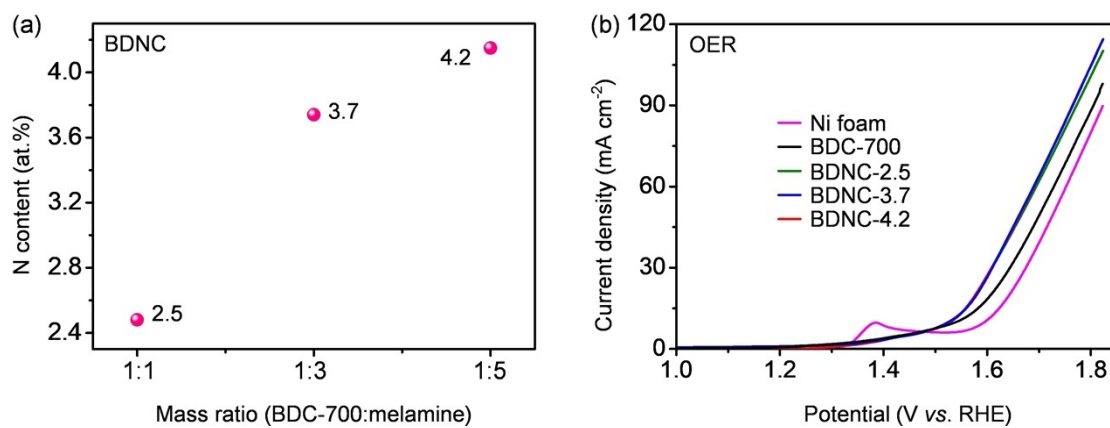 (a)
BDNC
N content (at.%)
4.0
3.6
3.2
2.8
2.4
4.2
3.7
2.5
1:1
1:3
1:5
Mass ratio (BDC-700:melamine)
(b)
OER
Current density (mA cm⁻²)
120
90
60
30
0
Ni foam
BDC-700
BDNC-2.5
BDNC-3.7
BDNC-4.2
1.0
1.2
1.4
1.6
1.8
Potential (V vs. RHE)